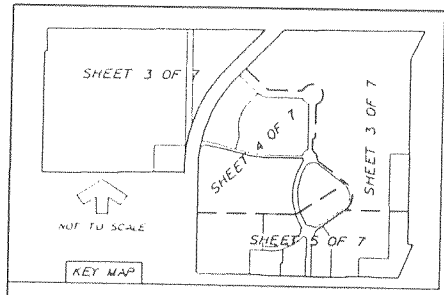 SHEET 3 OF 7
SHEET 4 OF 7
SHEET 3 OF 7
NOT TO SCALE
SHEET 5 OF 7
KEY MAP